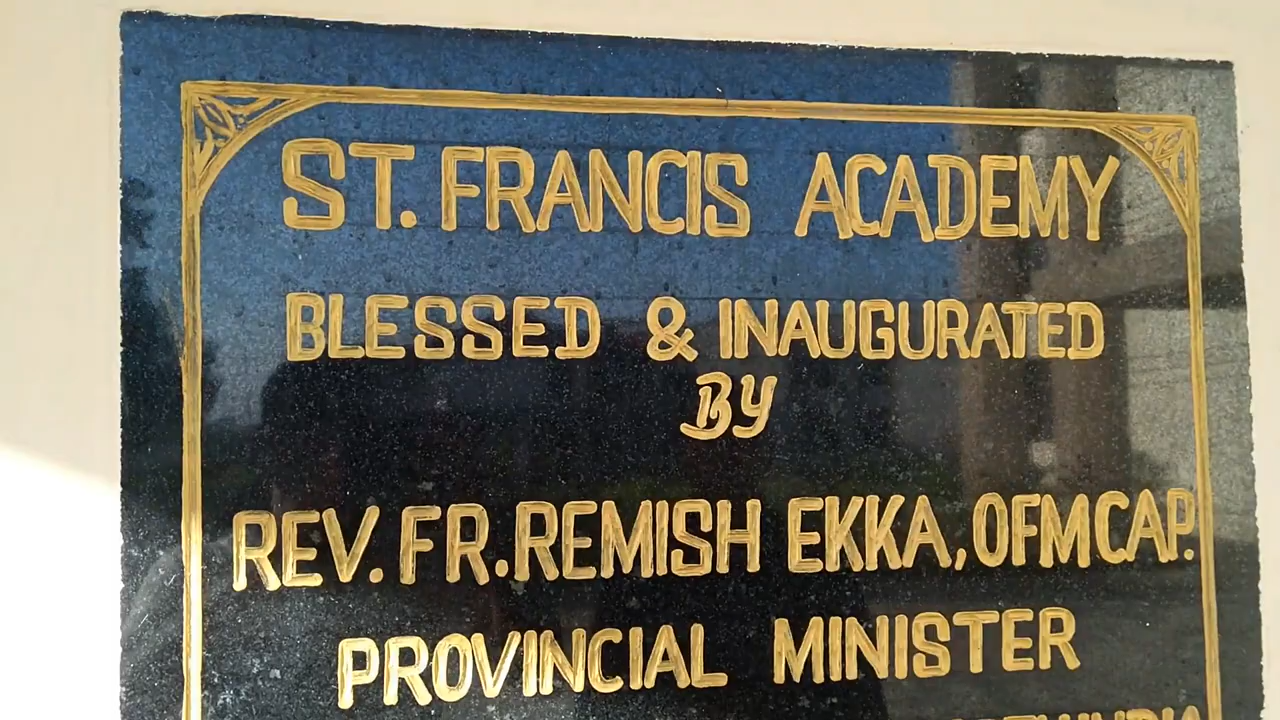 ST. FRANCIS ACADEMY
BLESSED & INAUGURATED
BY
REV. FR. REMISH EKKA, OFMCAP.
PROVINCIAL MINISTER